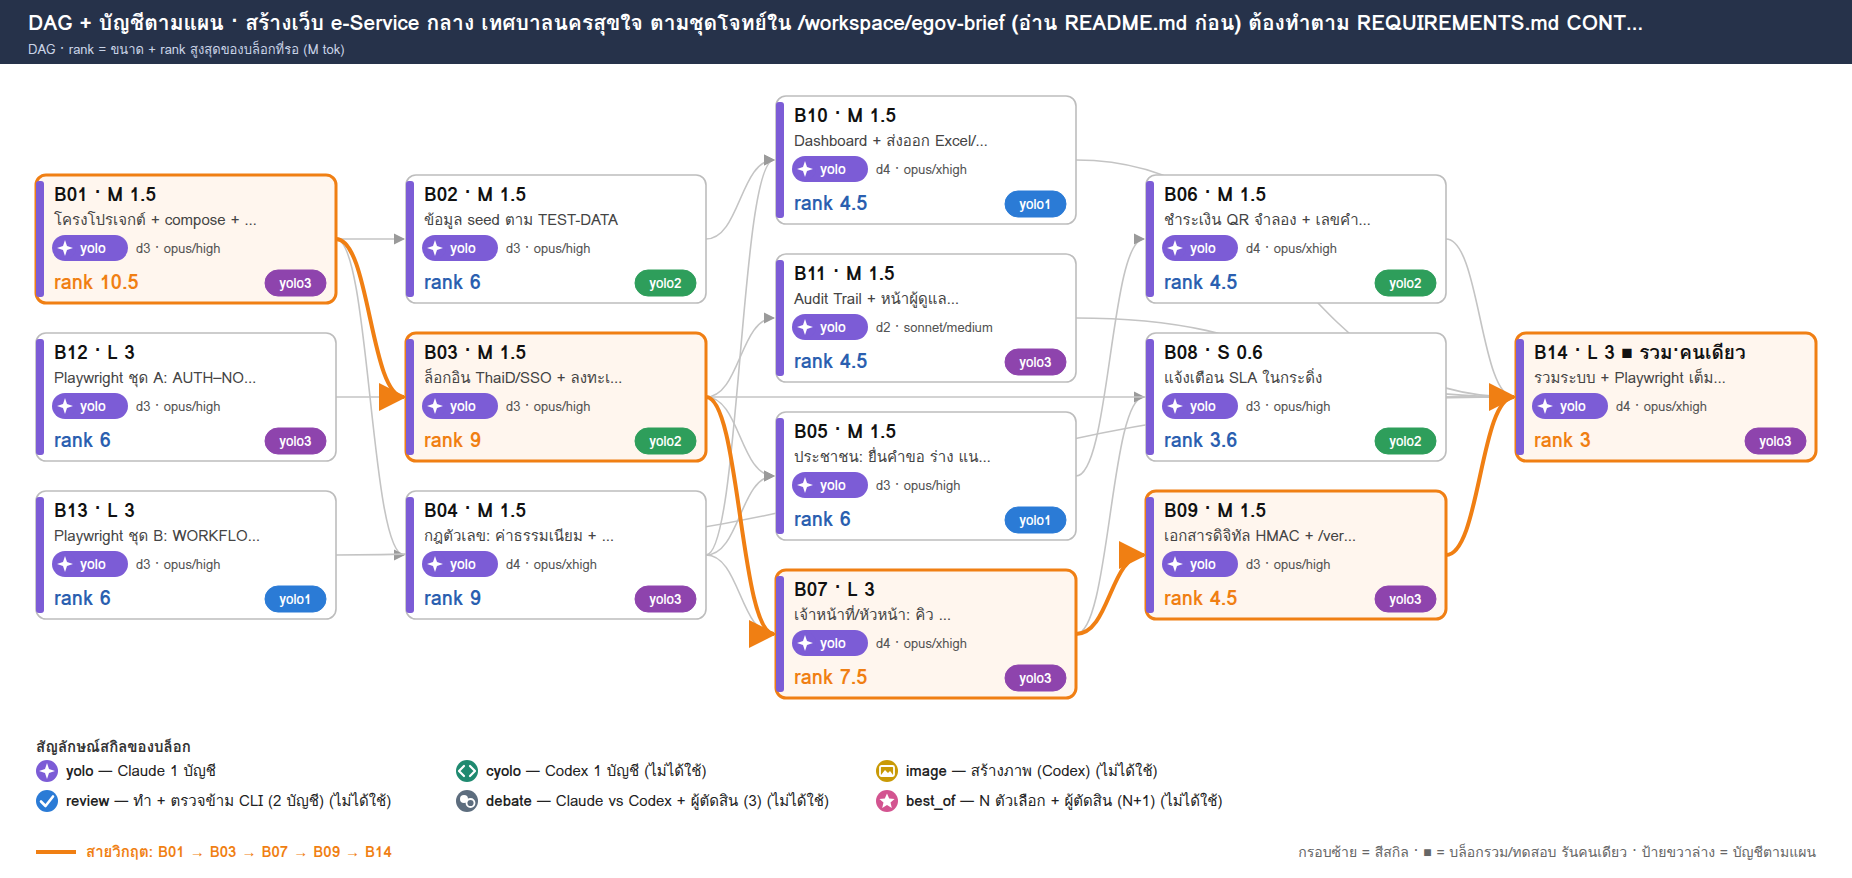 DAG + บัญชีตามแผน · สร้างเว็บ e-Service กลาง เทศบาลนครสุขใจ ตามชุดโจทย์ใน /workspace/egov-brief (อ่าน README.md ก่อน) ต้องทำตาม REQUIREMENTS.md CONT...
DAG · rank = ขนาด + rank สูงสุดของบล็อกที่รอ (M tok)
B01 · M 1.5
โครงโปรเจกต์ + compose + ...
yolo
d3 · opus/high
rank 10.5
yolo3
B12 · L 3
Playwright ชุด A: AUTH–NO...
yolo
d3 · opus/high
rank 6
yolo3
B13 · L 3
Playwright ชุด B: WORKFLO...
yolo
d3 · opus/high
rank 6
yolo1
B02 · M 1.5
ข้อมูล seed ตาม TEST-DATA
yolo
d3 · opus/high
rank 6
yolo2
B03 · M 1.5
ล็อกอิน ThaiD/SSO + ลงทะเ...
yolo
d3 · opus/high
rank 9
yolo2
B04 · M 1.5
กฎตัวเลข: ค่าธรรมเนียม + ...
yolo
d4 · opus/xhigh
rank 9
yolo3
B10 · M 1.5
Dashboard + ส่งออก Excel/...
yolo
d4 · opus/xhigh
rank 4.5
yolo1
B11 · M 1.5
Audit Trail + หน้าผู้ดูแล...
yolo
d2 · sonnet/medium
rank 4.5
yolo3
B05 · M 1.5
ประชาชน: ยื่นคำขอ ร่าง แน...
yolo
d3 · opus/high
rank 6
yolo1
B07 · L 3
เจ้าหน้าที่/หัวหน้า: คิว ...
yolo
d4 · opus/xhigh
rank 7.5
yolo3
B06 · M 1.5
ชำระเงิน QR จำลอง + เลขคำ...
yolo
d4 · opus/xhigh
rank 4.5
yolo2
B08 · S 0.6
แจ้งเตือน SLA ในกระดิ่ง
yolo
d3 · opus/high
rank 3.6
yolo2
B09 · M 1.5
เอกสารดิจิทัล HMAC + /ver...
yolo
d3 · opus/high
rank 4.5
yolo3
B14 · L 3 ■ รวม·คนเดียว
รวมระบบ + Playwright เต็ม...
yolo
d4 · opus/xhigh
rank 3
yolo3
สัญลักษณ์สกิลของบล็อก
yolo — Claude 1 บัญชี
cyolo — Codex 1 บัญชี (ไม่ได้ใช้)
image — สร้างภาพ (Codex) (ไม่ได้ใช้)
review — ทำ + ตรวจข้าม CLI (2 บัญชี) (ไม่ได้ใช้)
debate — Claude vs Codex + ผู้ตัดสิน (3) (ไม่ได้ใช้)
best_of — N ตัวเลือก + ผู้ตัดสิน (N+1) (ไม่ได้ใช้)
สายวิกฤต: B01 → B03 → B07 → B09 → B14
กรอบซ้าย = สีสกิล · ■ = บล็อกรวม/ทดสอบ รันคนเดียว · ป้ายขวาล่าง = บัญชีตามแผน